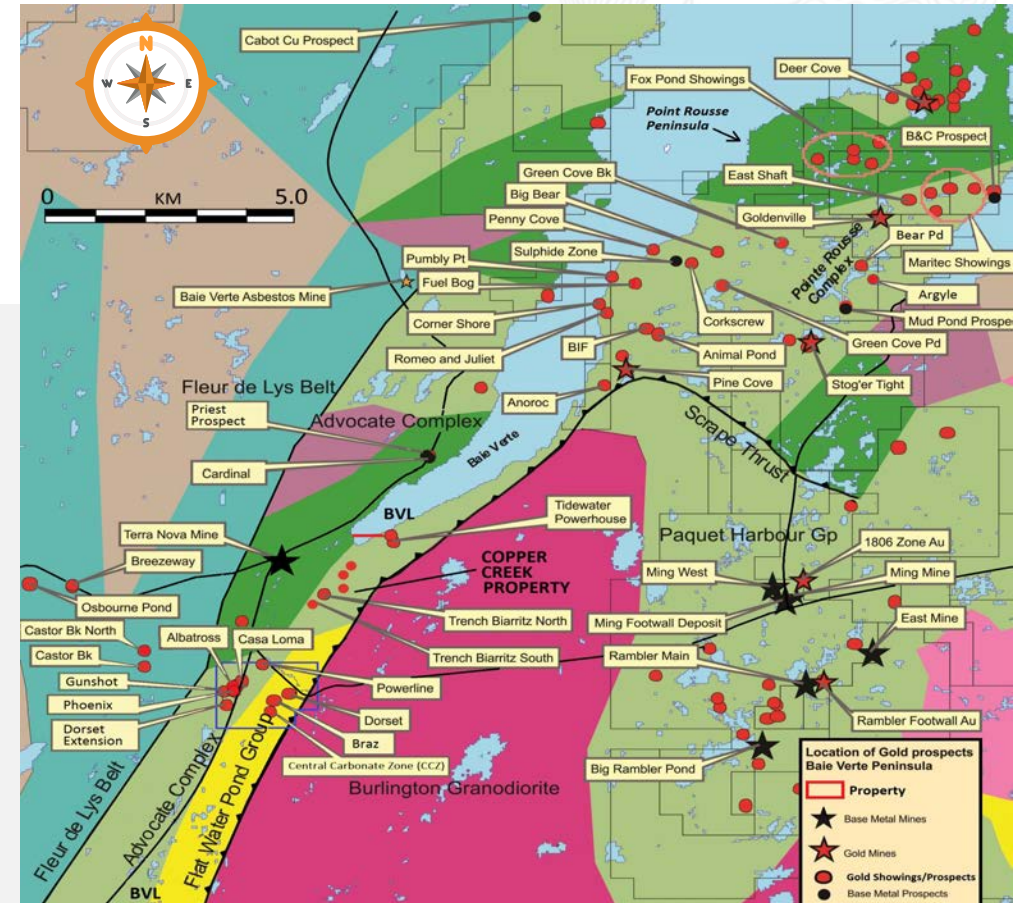 N
W
E
S
0
KM
5.0
Cabot Cu Prospect
Deer Cove
Fox Pond Showings
Point Rousse
Peninsula
B&C Prospect
Green Cove Bk
East Shaft
Big Bear
Penny Cove
Goldenville
Sulphide Zone
Bear Pd
Pumbly Pt
Pointe Rousse
Complex
Maritec Showings
Fuel Bog
Baie Verte Asbestos Mine
Argyle
Corner Shore
Corkscrew
Mud Pond Prospect
Romeo and Juliet
BIF
Animal Pond
Green Cove Pd
Fleur de Lys Belt
Pine Cove
Stog'er Tight
Anoroc
Priest
Prospect
Advocate Complex
Scrape Thrust
Baie Verte
Cardinal
BVL
Tidewater
Powerhouse
Terra Nova Mine
Paquet Harbour Gp
1806 Zone Au
Breezeway
COPPER
CREEK
PROPERTY
Ming West
Ming Mine
Osbourne Pond
Trench Biarritz North
Ming Footwall Deposit
East Mine
Castor Bk North
Albatross
Casa Loma
Castor Bk
Trench Biarritz South
Rambler Main
Gunshot
Powerline
Phoenix
Dorset
Rambler Footwall Au
Dorset
Extension
Braz
Central Carbonate Zone (CCZ)
Big Rambler Pond
Burlington Granodiorite
Fleur de Lys Belt
Advocate Complex
Flat Water Pond Group
BVL
Location of Gold prospects
Baie Verte Peninsula
Property
Base Metal Mines
Gold Mines
Gold Showings/Prospects
Base Metal Prospects